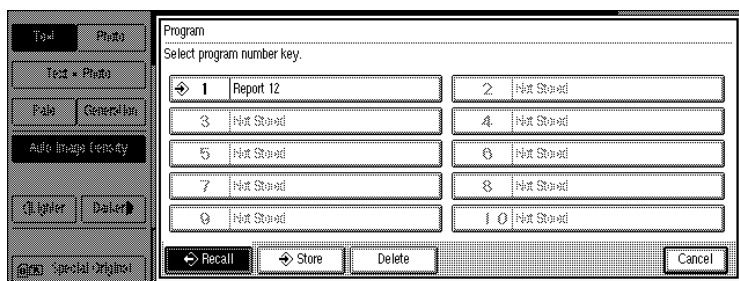 Text Photo
Text • Photo
Pale Generation
Auto Image Density
Lighter Darker
Special Original
Program
Select program number key.
1 Report 12
2 Not Stored
3 Not Stored
4 Not Stored
5 Not Stored
6 Not Stored
7 Not Stored
8 Not Stored
9 Not Stored
10 Not Stored
Recall Store Delete Cancel